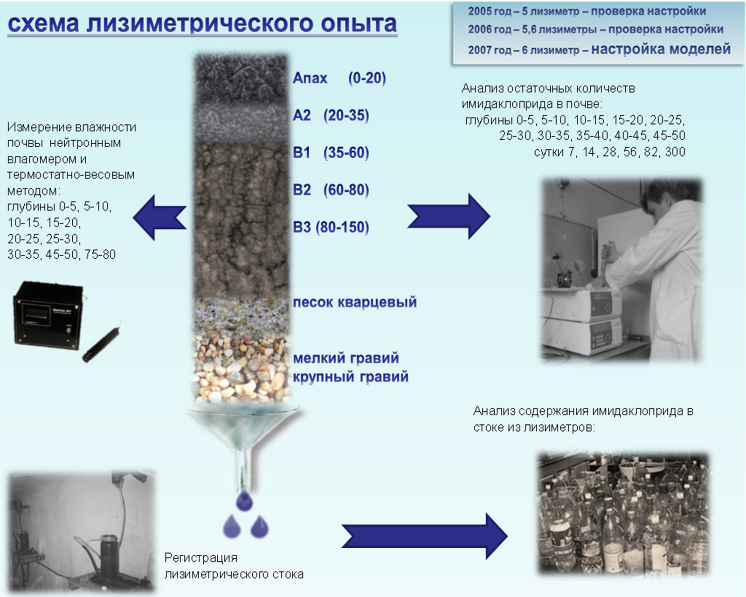 схема лизиметрического опыта
2005 год – 5 лизиметр – проверка настройки
2006 год – 5,6 лизиметры – проверка настройки
2007 год – 6 лизиметр – настройка моделей
Апах (0-20)
А2 (20-35)
В1 (35-60)
В2 (60-80)
В3 (80-150)
песок кварцевый
мелкий гравий
крупный гравий
Измерение влажности
почвы нейтронным
влагомером и
термостатно-весовым
методом:
глубины 0-5, 5-10,
10-15, 15-20,
20-25, 25-30,
30-35, 45-50, 75-80
Анализ остаточных количеств
имидаклоприда в почве:
глубины 0-5, 5-10, 10-15, 15-20, 20-25,
25-30, 30-35, 35-40, 40-45, 45-50
сутки 7, 14, 28, 56, 82, 300
Анализ содержания имидаклоприда в
стоке из лизиметров:
Регистрация
лизиметрического стока